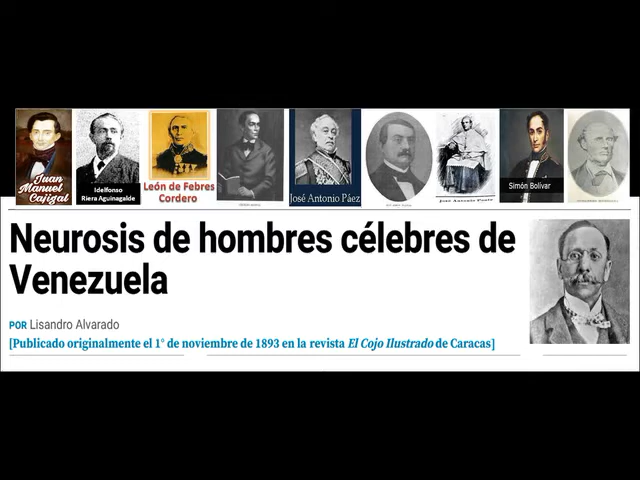 Juan
Manuel
Cajigal
Idelfonso
Riera Aguinagalde
León de Febres
Cordero
José Antonio Páez
Simón Bolívar
Neurosis de hombres célebres de
Venezuela
POR Lisandro Alvarado
[Publicado originalmente el 1° de noviembre de 1893 en la revista El Cojo Ilustrado de Caracas]